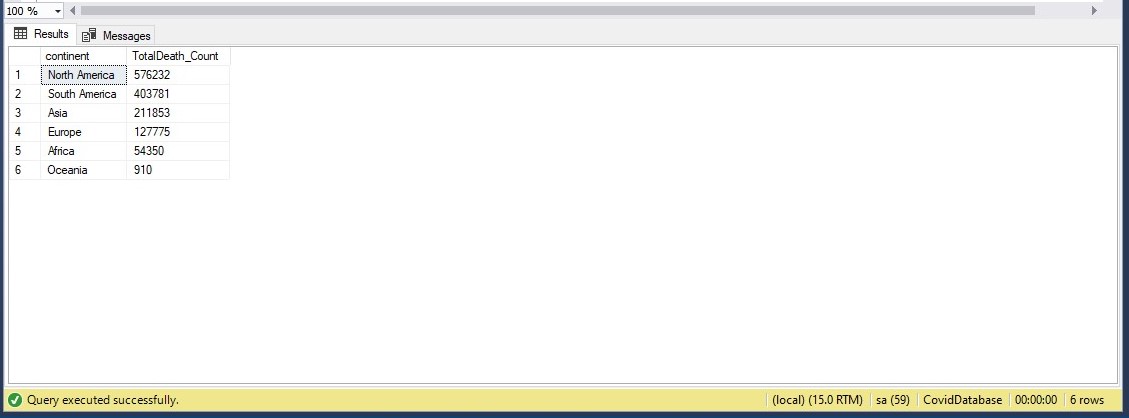 100 %
Results Messages
continent TotalDeath_Count
1 North America 576232
2 South America 403781
3 Asia 211853
4 Europe 127775
5 Africa 54350
6 Oceania 910
Query executed successfully. (local) (15.0 RTM) sa (59) CovidDatabase 00:00:00 6 rows